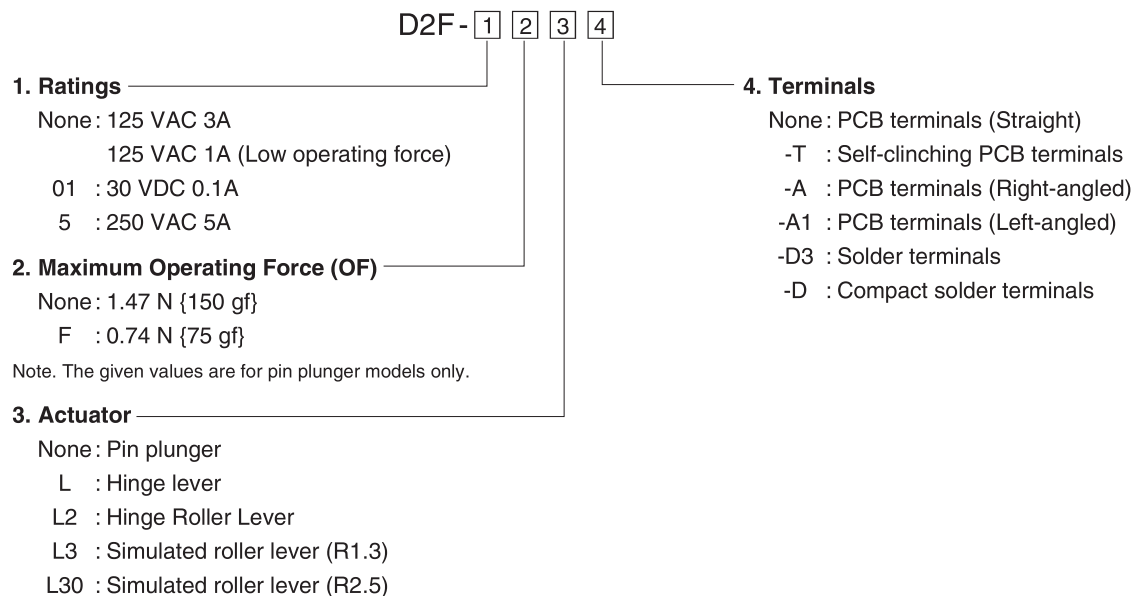 D2F- 1 2 3 4
1. Ratings
None: 125 VAC 3A
125 VAC 1A (Low operating force)
01 : 30 VDC 0.1A
5 : 250 VAC 5A
2. Maximum Operating Force (OF)
None: 1.47 N {150 gf}
F : 0.74 N {75 gf}
Note. The given values are for pin plunger models only.
3. Actuator
None: Pin plunger
L : Hinge lever
L2 : Hinge Roller Lever
L3 : Simulated roller lever (R1.3)
L30 : Simulated roller lever (R2.5)
4. Terminals
None: PCB terminals (Straight)
-T : Self-clinching PCB terminals
-A : PCB terminals (Right-angled)
-A1 : PCB terminals (Left-angled)
-D3 : Solder terminals
-D : Compact solder terminals